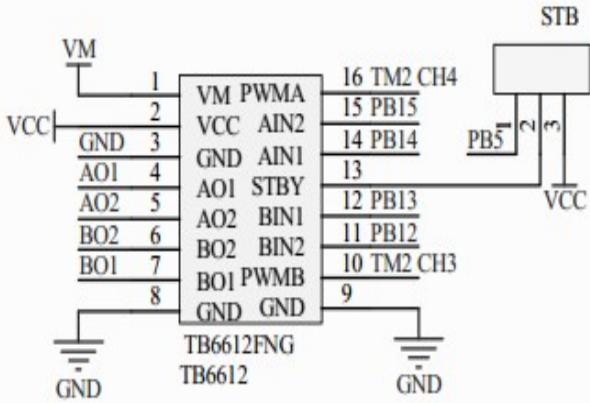 STB
VM
1 VM PWMA 16 TM2 CH4
VCC 2 VCC AIN2 15 PB15
GND 3 GND AIN1 14 PB14
AO1 4 AO1 STBY 13
AO2 5 AO2 BIN1 12 PB13
BO2 6 BO2 BIN2 11 PB12
BO1 7 BO1 PWMB 10 TM2 CH3
8 GND GND 9
PB5 1 2 3
VCC
TB6612FNG
TB6612
GND
GND